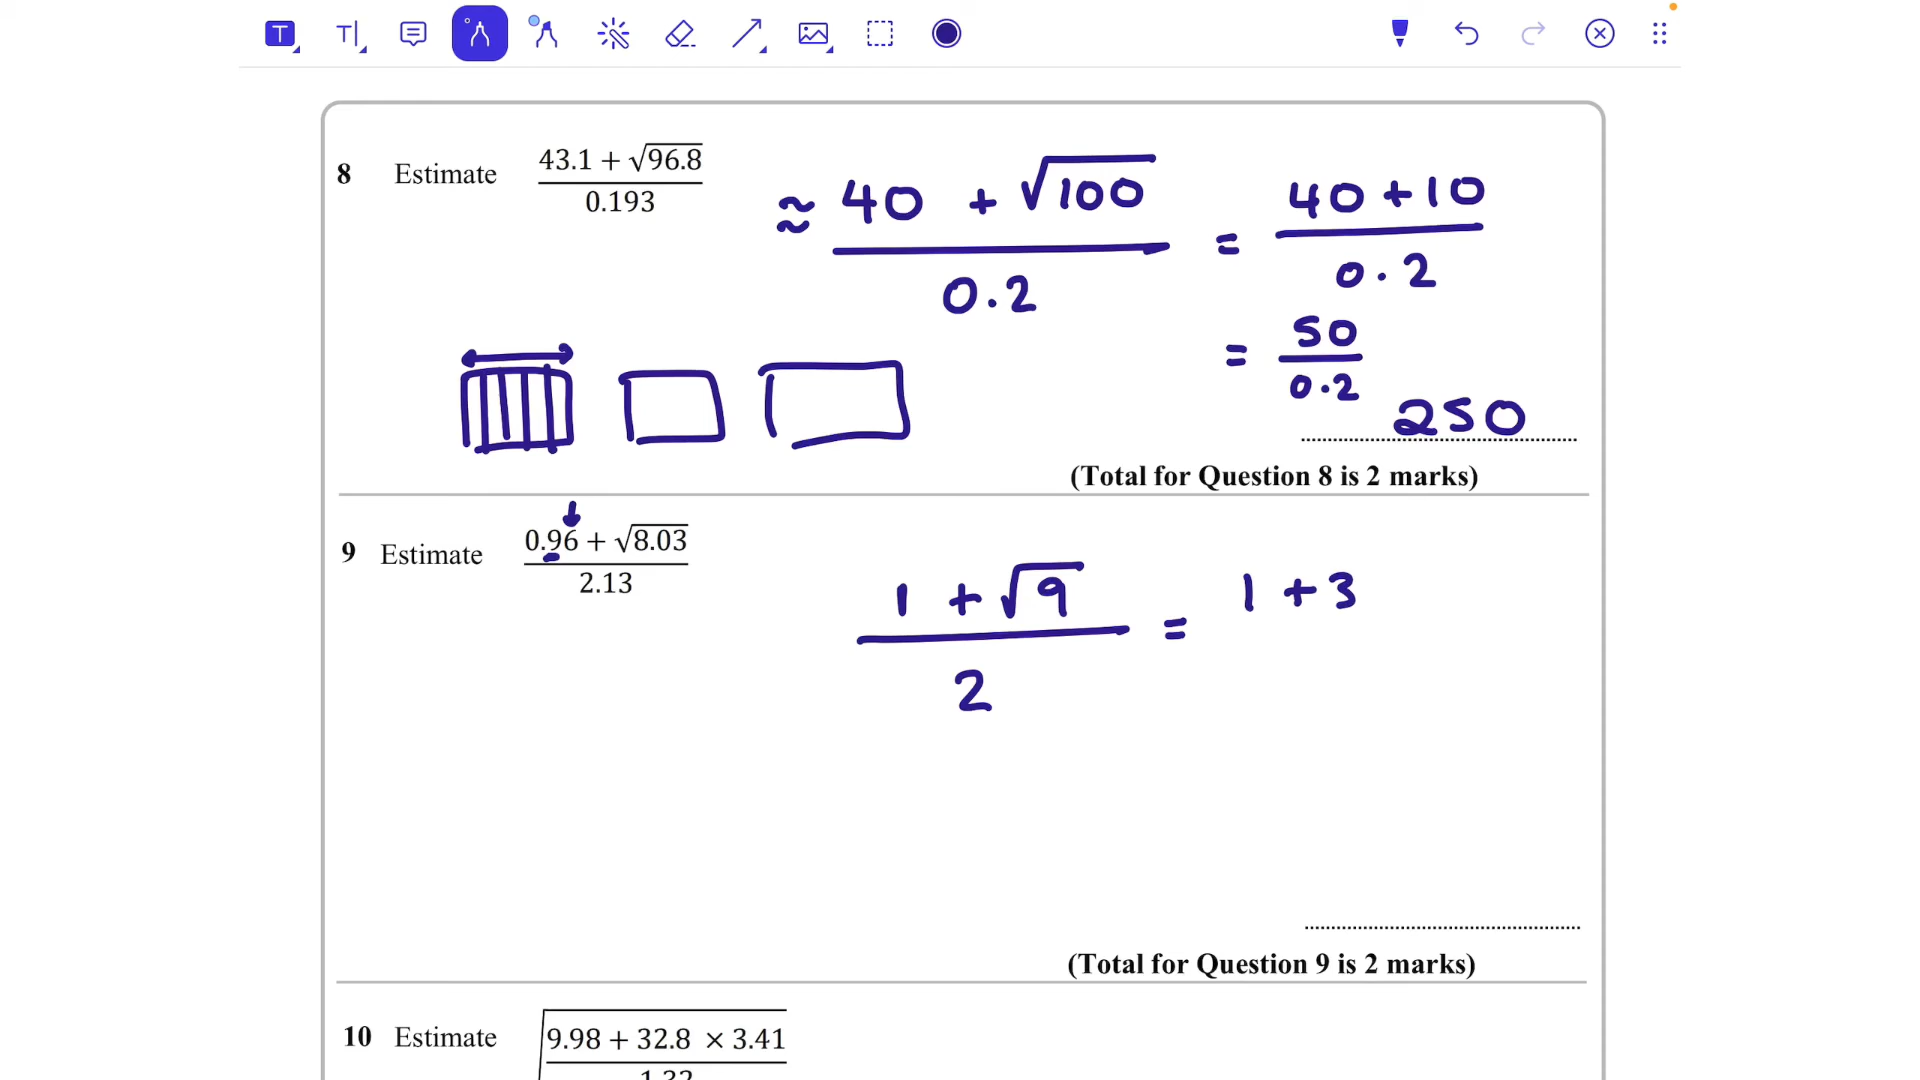 T T|
8 Estimate (43.1 + √96.8)/0.193 ≈ (40 + √100)/0.2 = (40 + 10)/0.2
= 50/0.2
250
(Total for Question 8 is 2 marks)
9 Estimate (0.96 + √8.03)/2.13
(1 + √9)/2 = 1 + 3
(Total for Question 9 is 2 marks)
10 Estimate √(9.98 + 32.8 × 3.41)/1.32